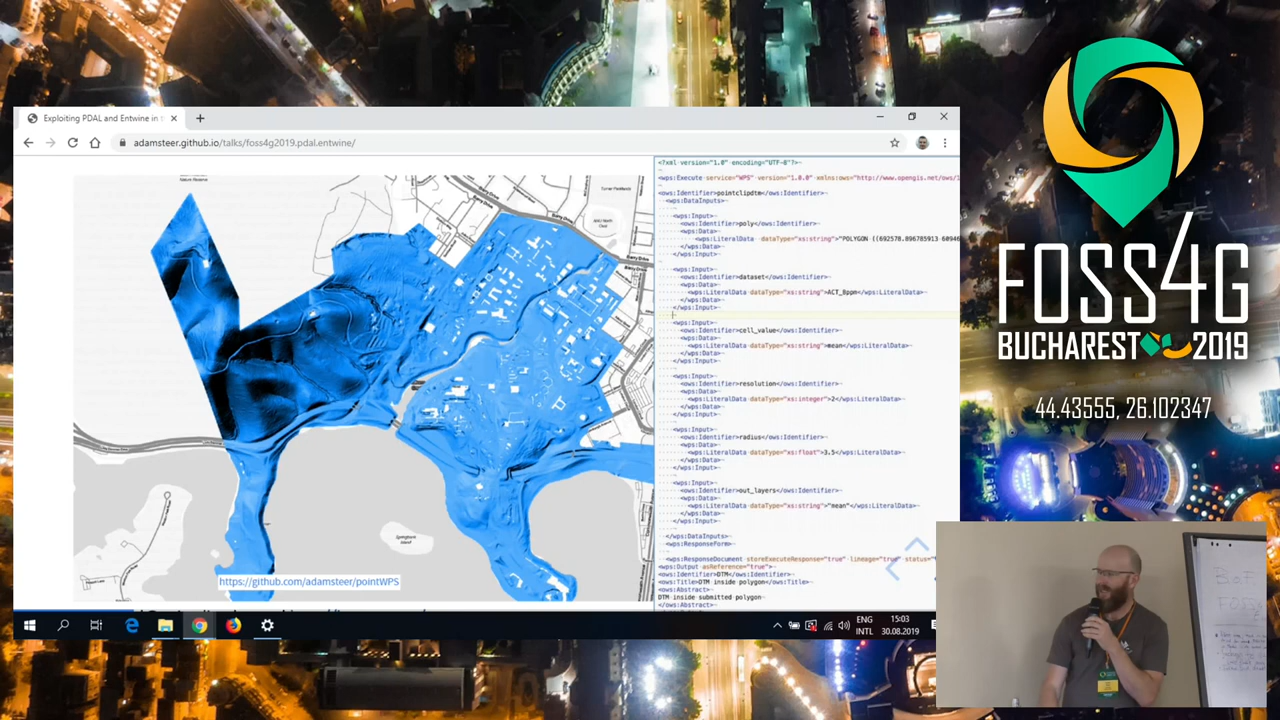 Exploiting PDAL and Entwine in t
adamsteer.github.io/talks/foss4g2019.pdal.entwine/
Nature Reserve
Barry Drive
Barry Drive
Springbank
Island
https://github.com/adamsteer/pointWPS
<?xml version="1.0" encoding="UTF-8"?>
<wps:Execute service="WPS" version="1.0.0" xmlns:ows="http://www.opengis.net/ows/1
<ows:Identifier>pointclipdtm</ows:Identifier>
<wps:DataInputs>
<wps:Input>
<ows:Identifier>poly</ows:Identifier>
<wps:Data>
<wps:LiteralData dataType="xs:string">"POLYGON ((692578.896785913 60946
</wps:Data>
</wps:Input>
<wps:Input>
<ows:Identifier>dataset</ows:Identifier>
<wps:Data>
<wps:LiteralData dataType="xs:string">ACT_8ppm</wps:LiteralData>
</wps:Data>
</wps:Input>
<wps:Input>
<ows:Identifier>cell_value</ows:Identifier>
<wps:Data>
<wps:LiteralData dataType="xs:string">mean</wps:LiteralData>
</wps:Data>
</wps:Input>
<wps:Input>
<ows:Identifier>resolution</ows:Identifier>
<wps:Data>
<wps:LiteralData dataType="xs:integer">2</wps:LiteralData>
</wps:Data>
</wps:Input>
<wps:Input>
<ows:Identifier>radius</ows:Identifier>
<wps:Data>
<wps:LiteralData dataType="xs:float">3.5</wps:LiteralData>
</wps:Data>
</wps:Input>
<wps:Input>
<ows:Identifier>out_layers</ows:Identifier>
<wps:Data>
<wps:LiteralData dataType="xs:string">"mean"</wps:LiteralData>
</wps:Data>
</wps:Input>
</wps:DataInputs>
<wps:ResponseForm>
<wps:ResponseDocument storeExecuteResponse="true" lineage="true" status="
<wps:Output asReference="true">
<ows:Identifier>DTM</ows:Identifier>
<ows:Title>DTM inside polygon</ows:Title>
<ows:Abstract>
DTM inside submitted polygon
</ows:Abstract>
ENG
INTL
15:03
30.08.2019
FOSS4G
BUCHAREST 2019
44.43555, 26.102347